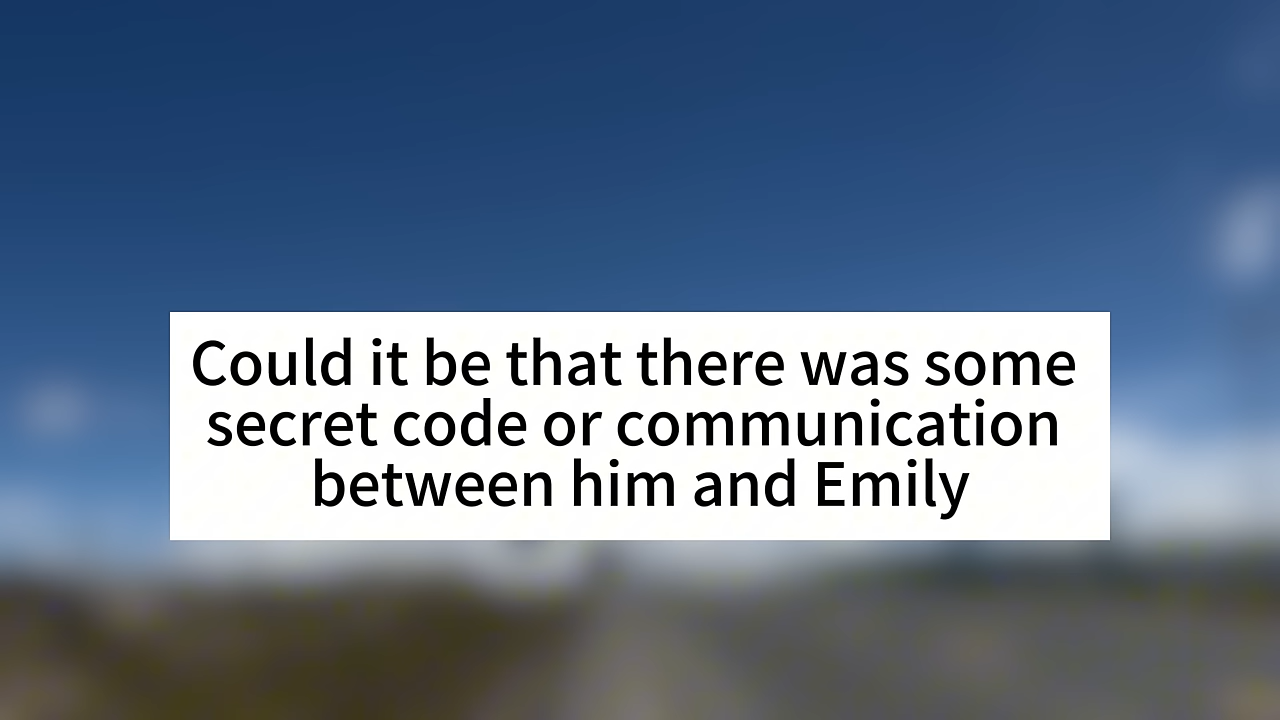 Could it be that there was some
secret code or communication
between him and Emily